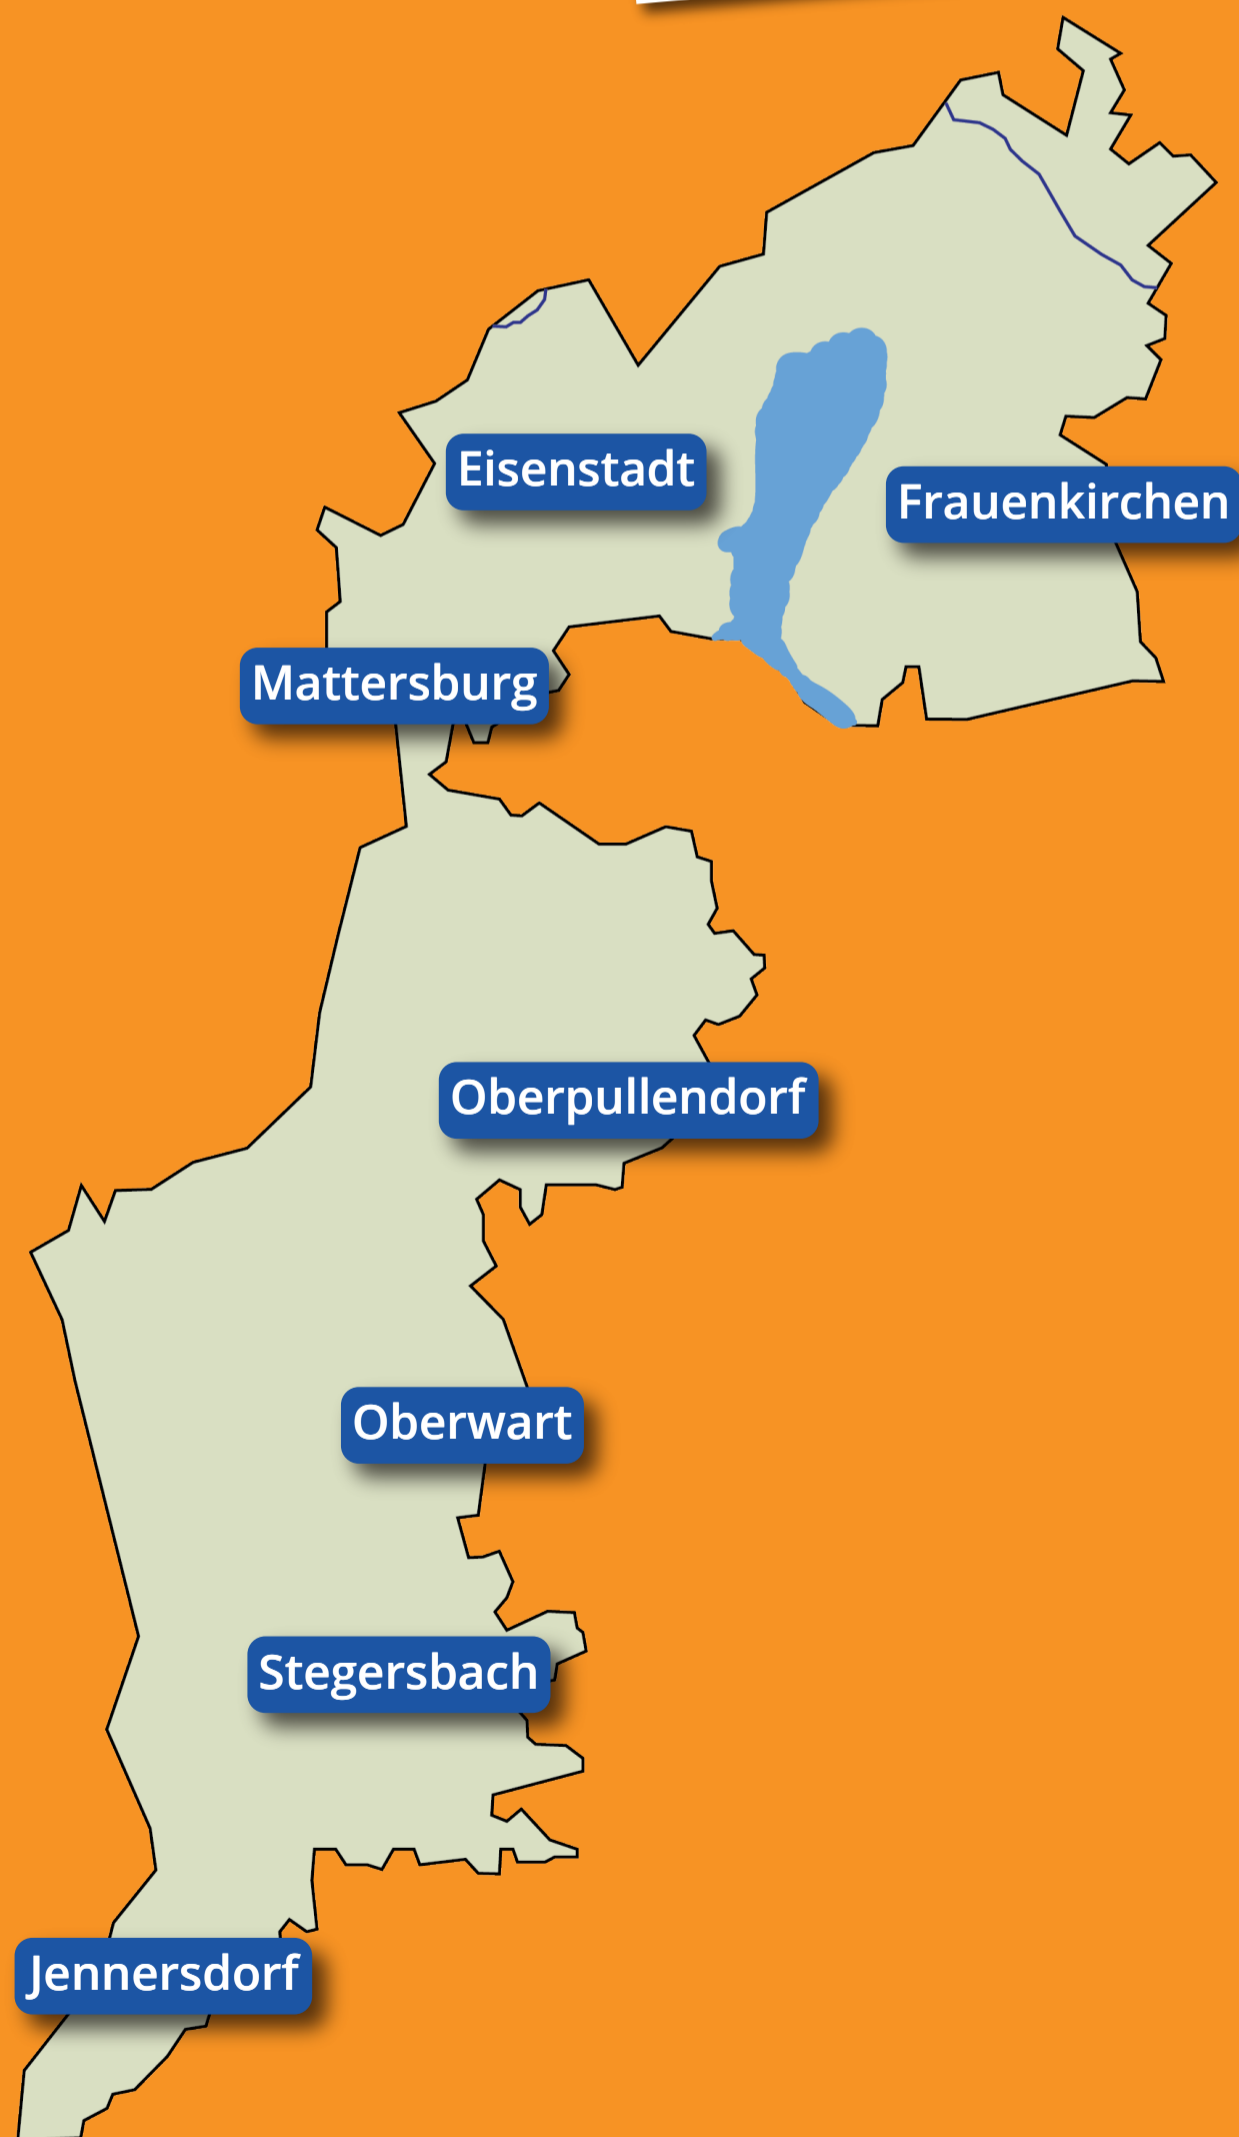 Eisenstadt
Frauenkirchen
Mattersburg
Oberpullendorf
Oberwart
Stegersbach
Jennersdorf